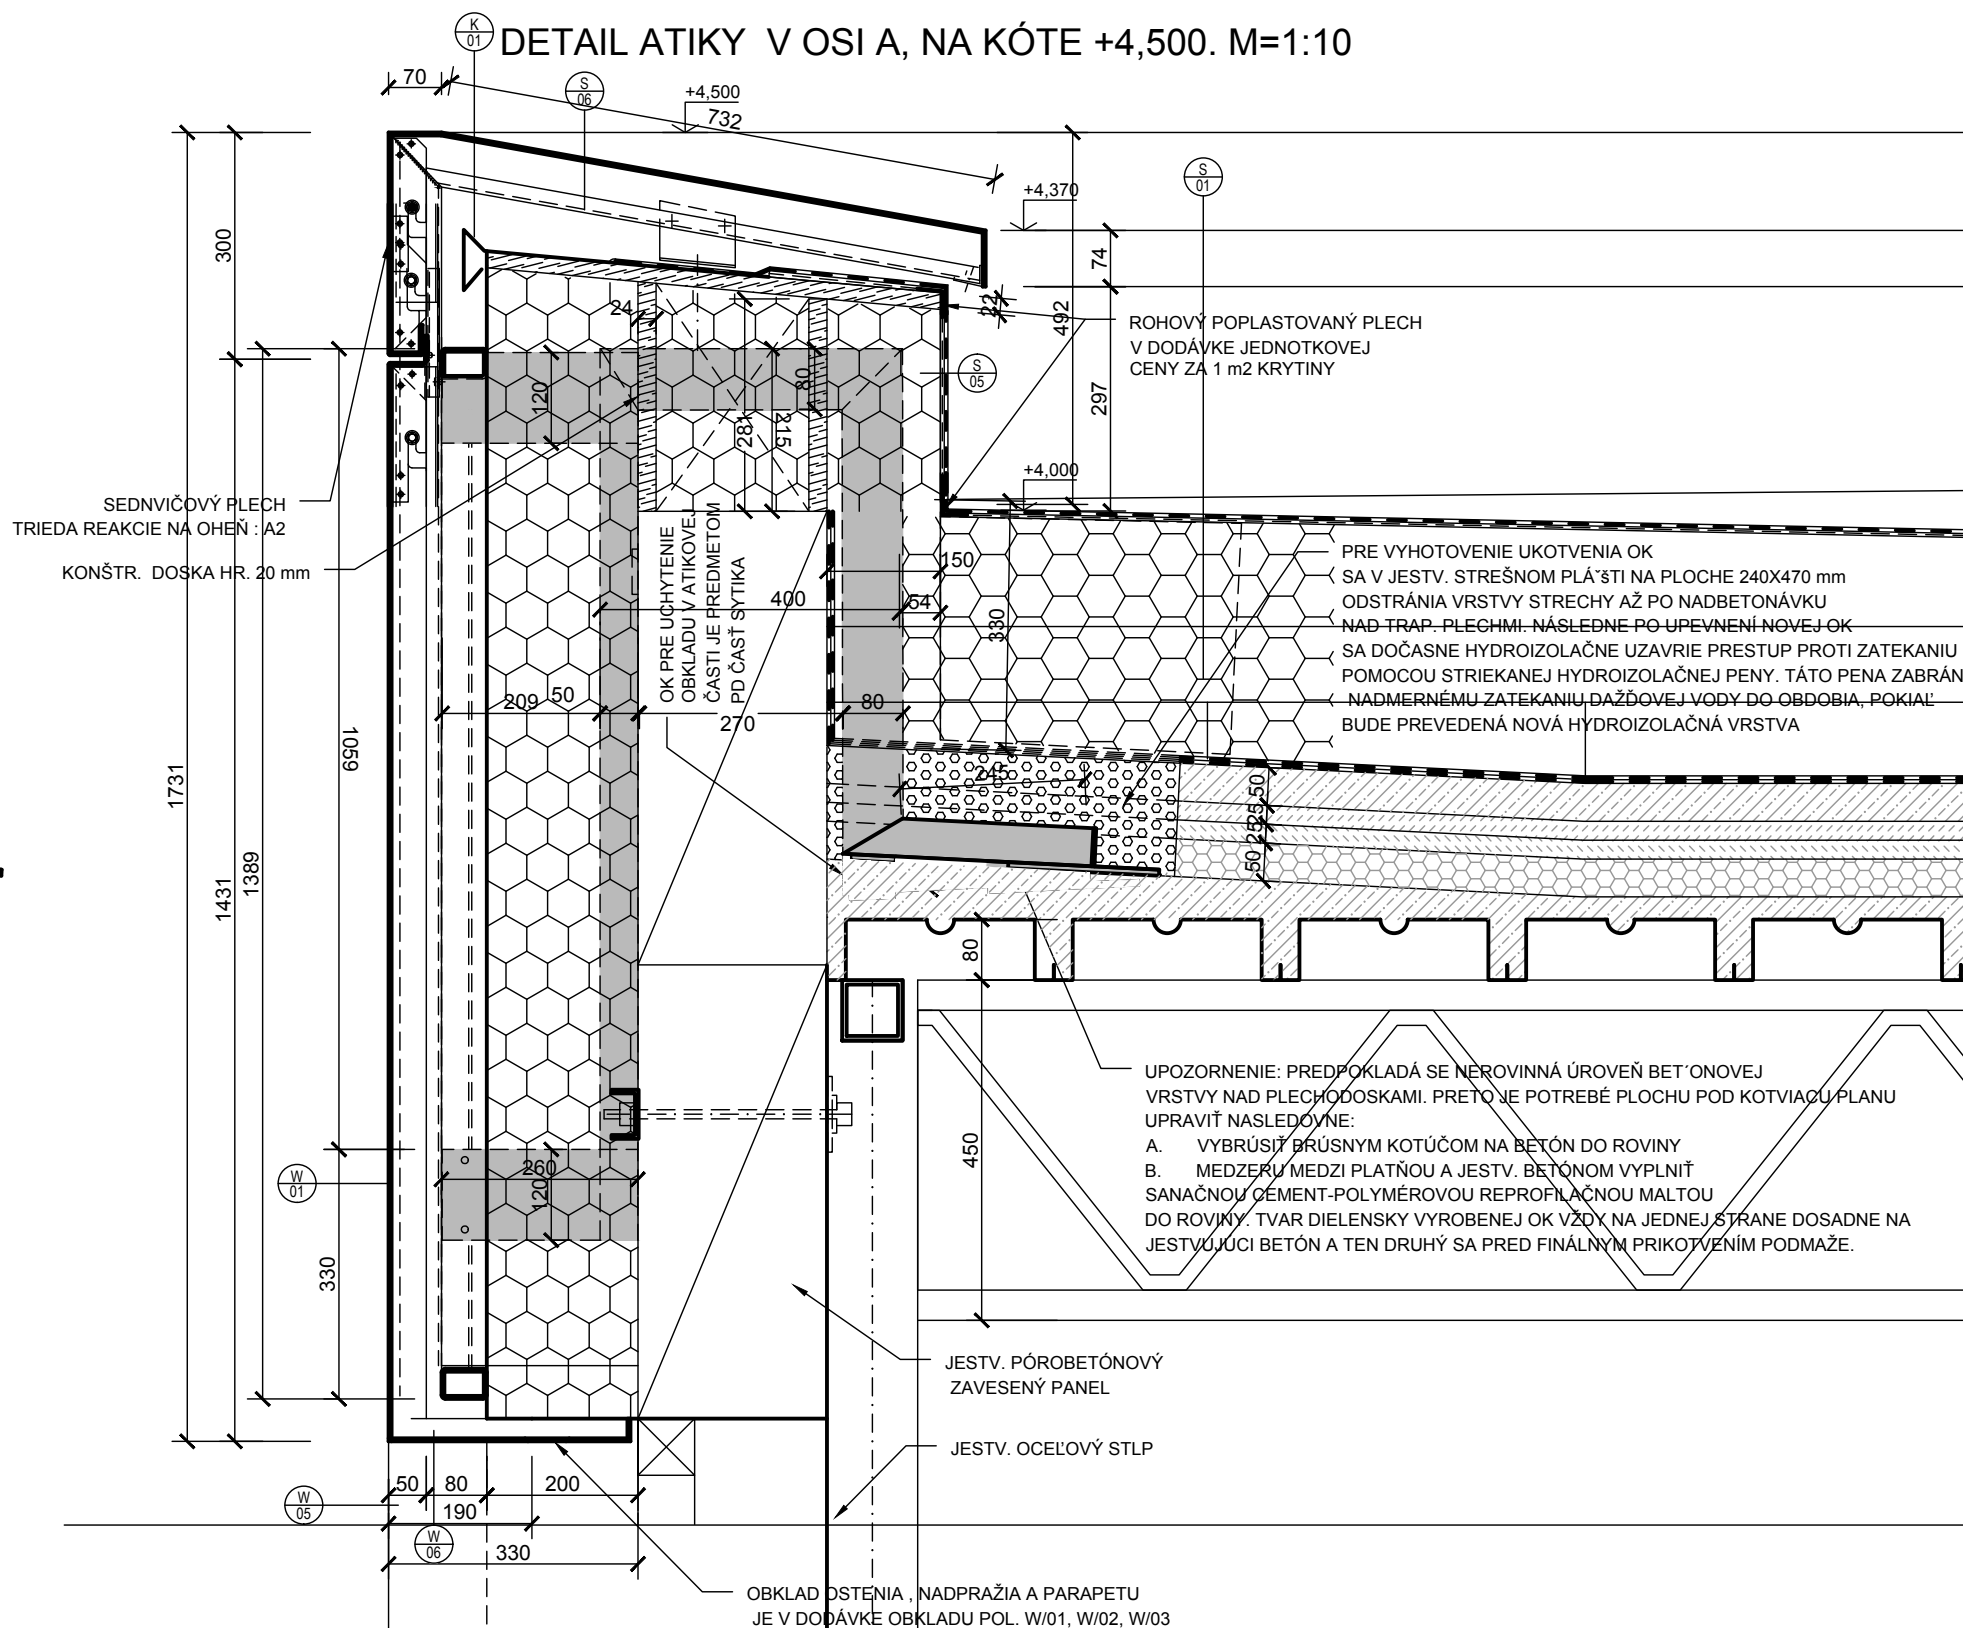 K
01
DETAIL ATIKY V OSI A, NA KÓTE +4,500. M=1:10
70
S
06
+4,500
732
S
01
+4,370
300
74
492
22
24
ROHOVÝ POPLASTOVANÝ PLECH
V DODÁVKE JEDNOTKOVEJ
CENY ZA 1 m2 KRYTINY
S
05
120
80
281
215
297
+4,000
SEDNVIČOVÝ PLECH
TRIEDA REAKCIE NA OHEŇ : A2
KONŠTR. DOSKA HR. 20 mm
OK PRE UCHYTENIE
OBKLADU V ATIKOVEJ
ČASTI JE PREDMETOM
PD ČASŤ SYTIKA
150
400
54
330
PRE VYHOTOVENIE UKOTVENIA OK
SA V JESTV. STREŠNOM PLÁˇšTI NA PLOCHE 240X470 mm
ODSTRÁNIA VRSTVY STRECHY AŽ PO NADBETONÁVKU
NAD TRAP. PLECHMI. NÁSLEDNE PO UPEVNENÍ NOVEJ OK
SA DOČASNE HYDROIZOLAČNE UZAVRIE PRESTUP PROTI ZATEKANIU
POMOCOU STRIEKANEJ HYDROIZOLAČNEJ PENY. TÁTO PENA ZABRÁN
NADMERNÉMU ZATEKANIU DAŽĎOVEJ VODY DO OBDOBIA, POKIAĽ
BUDE PREVEDENÁ NOVÁ HYDROIZOLAČNÁ VRSTVA
209
50
270
80
1059
1731
1431
1389
245
50
25
25
50
80
450
UPOZORNENIE: PREDPOKLADÁ SE NEROVINNÁ ÚROVEŇ BET´ONOVEJ
VRSTVY NAD PLECHODOSKAMI. PRETO JE POTREBÉ PLOCHU POD KOTVIACU PLANU
UPRAVIŤ NASLEDOVNE:
A. VYBRÚSIŤ BRÚSNYM KOTÚČOM NA BETÓN DO ROVINY
B. MEDZERU MEDZI PLATŇOU A JESTV. BETÓNOM VYPLNIŤ
SANAČNOU CEMENT-POLYMÉROVOU REPROFILAČNOU MALTOU
DO ROVINY. TVAR DIELENSKY VYROBENEJ OK VŽDY NA JEDNEJ STRANE DOSADNE NA
JESTVUJÚCI BETÓN A TEN DRUHÝ SA PRED FINÁLNYM PRIKOTVENÍM PODMAŽE.
W
01
260
120
330
JESTV. PÓROBETÓNOVÝ
ZAVESENÝ PANEL
JESTV. OCEĽOVÝ STLP
50
80
200
W
05
190
W
06
330
OBKLAD OSTENIA , NADPRAŽIA A PARAPETU
JE V DODÁVKE OBKLADU POL. W/01, W/02, W/03